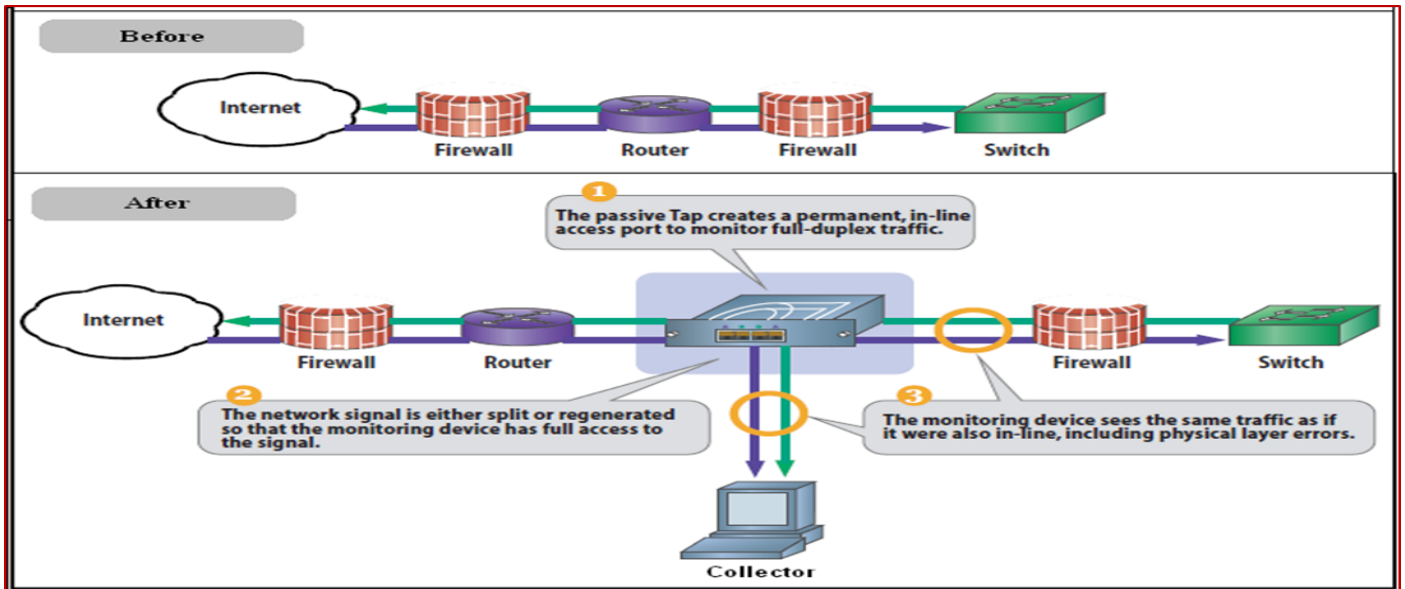 Before
Internet
Firewall
Router
Firewall
Switch
After
1
The passive Tap creates a permanent, in-line
access port to monitor full-duplex traffic.
Internet
Firewall
Router
Firewall
Switch
2
The network signal is either split or regenerated
so that the monitoring device has full access to
the signal.
3
The monitoring device sees the same traffic as if
it were also in-line, including physical layer errors.
Collector